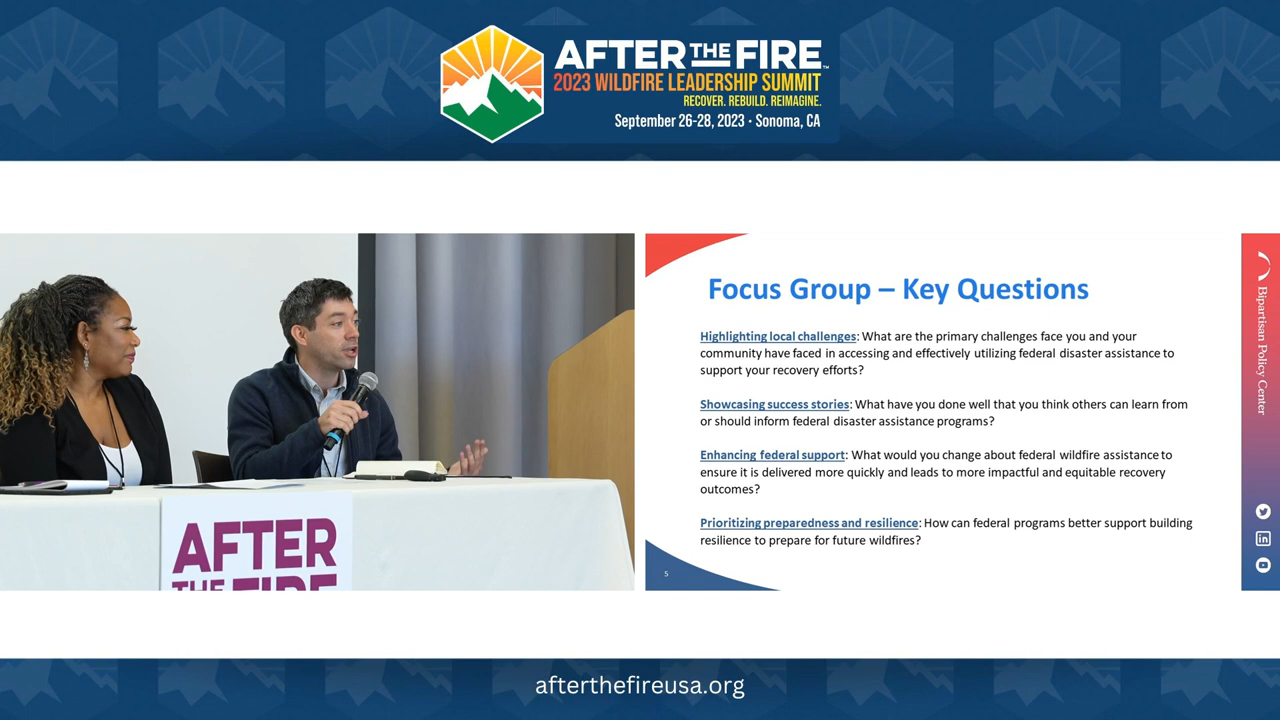 AFTER THE FIRE™
2023 WILDFIRE LEADERSHIP SUMMIT
RECOVER. REBUILD. REIMAGINE.
September 26-28, 2023 • Sonoma, CA
AFTER
THE FIRE
Focus Group – Key Questions
Highlighting local challenges: What are the primary challenges face you and your
community have faced in accessing and effectively utilizing federal disaster assistance to
support your recovery efforts?
Showcasing success stories: What have you done well that you think others can learn from
or should inform federal disaster assistance programs?
Enhancing federal support: What would you change about federal wildfire assistance to
ensure it is delivered more quickly and leads to more impactful and equitable recovery
outcomes?
Prioritizing preparedness and resilience: How can federal programs better support building
resilience to prepare for future wildfires?
5
Bipartisan Policy Center
afterthefireusa.org